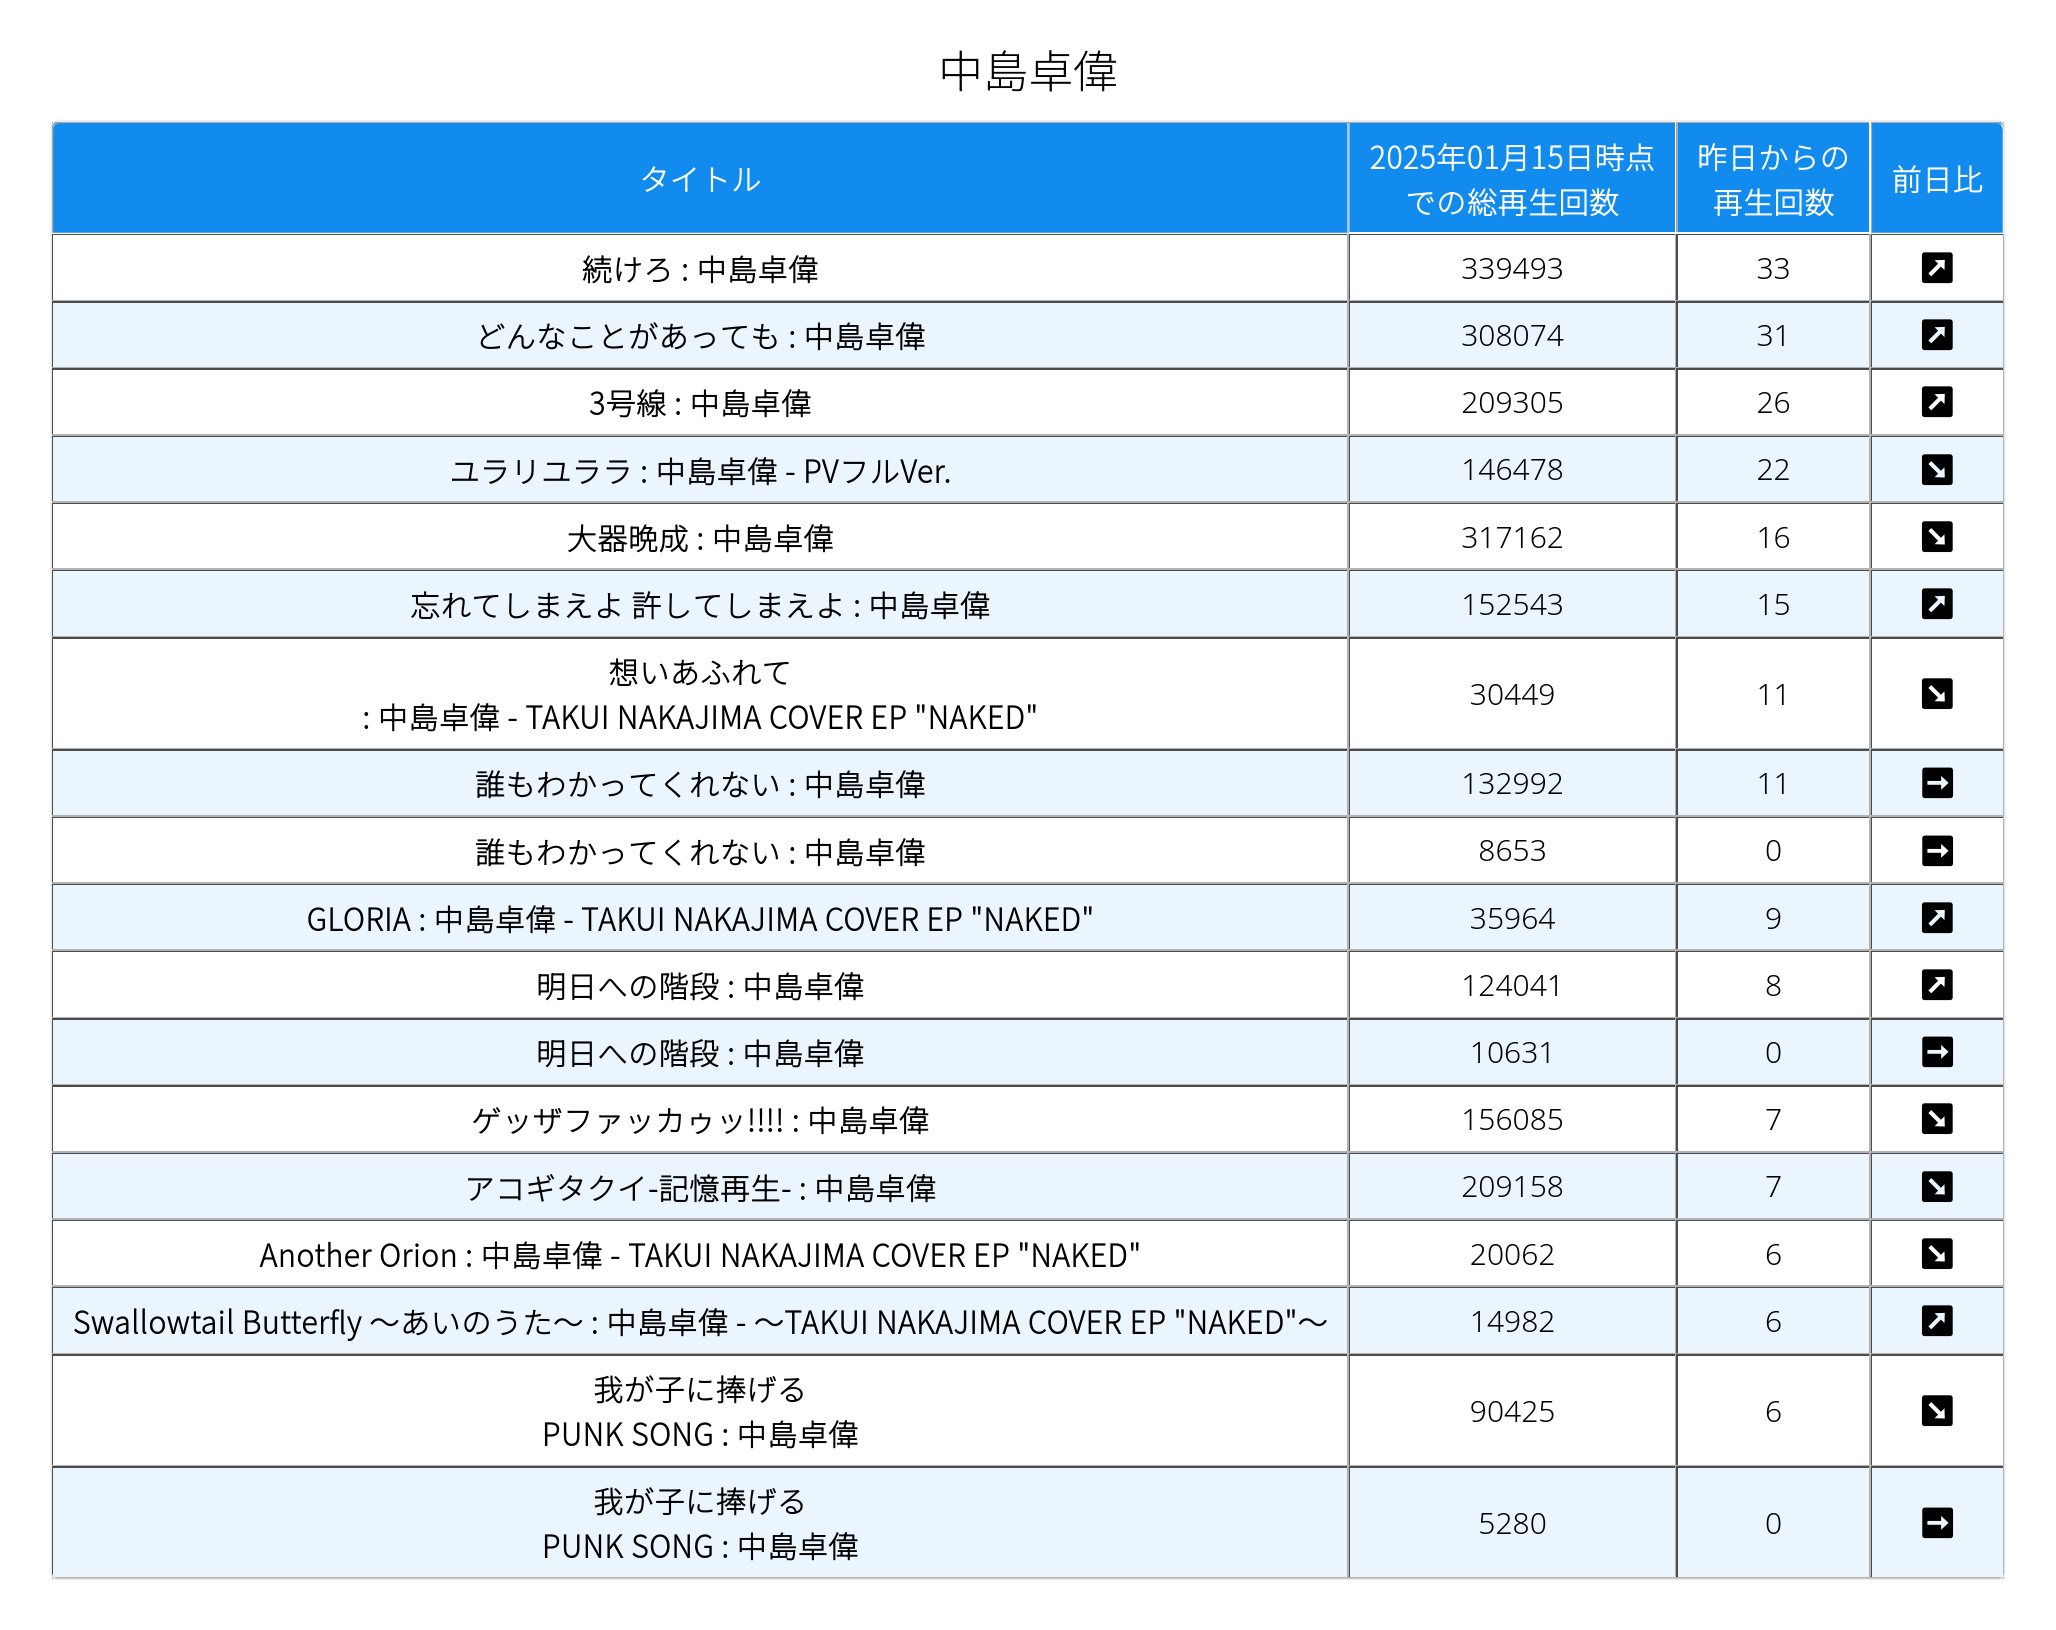 中島卓偉
タイトル
2025年01月15日時点
での総再生回数
昨日からの
再生回数
前日比
続けろ : 中島卓偉
339493
33
どんなことがあっても : 中島卓偉
308074
31
3号線 : 中島卓偉
209305
26
ユラリユララ : 中島卓偉 - PVフルVer.
146478
22
大器晩成 : 中島卓偉
317162
16
忘れてしまえよ 許してしまえよ : 中島卓偉
152543
15
想いあふれて
: 中島卓偉 - TAKUI NAKAJIMA COVER EP "NAKED"
30449
11
誰もわかってくれない : 中島卓偉
132992
11
誰もわかってくれない : 中島卓偉
8653
0
GLORIA : 中島卓偉 - TAKUI NAKAJIMA COVER EP "NAKED"
35964
9
明日への階段 : 中島卓偉
124041
8
明日への階段 : 中島卓偉
10631
0
ゲッザファッカゥッ!!!! : 中島卓偉
156085
7
アコギタクイ-記憶再生- : 中島卓偉
209158
7
Another Orion : 中島卓偉 - TAKUI NAKAJIMA COVER EP "NAKED"
20062
6
Swallowtail Butterfly ～あいのうた～ : 中島卓偉 - ～TAKUI NAKAJIMA COVER EP "NAKED"～
14982
6
我が子に捧げる
PUNK SONG : 中島卓偉
90425
6
我が子に捧げる
PUNK SONG : 中島卓偉
5280
0